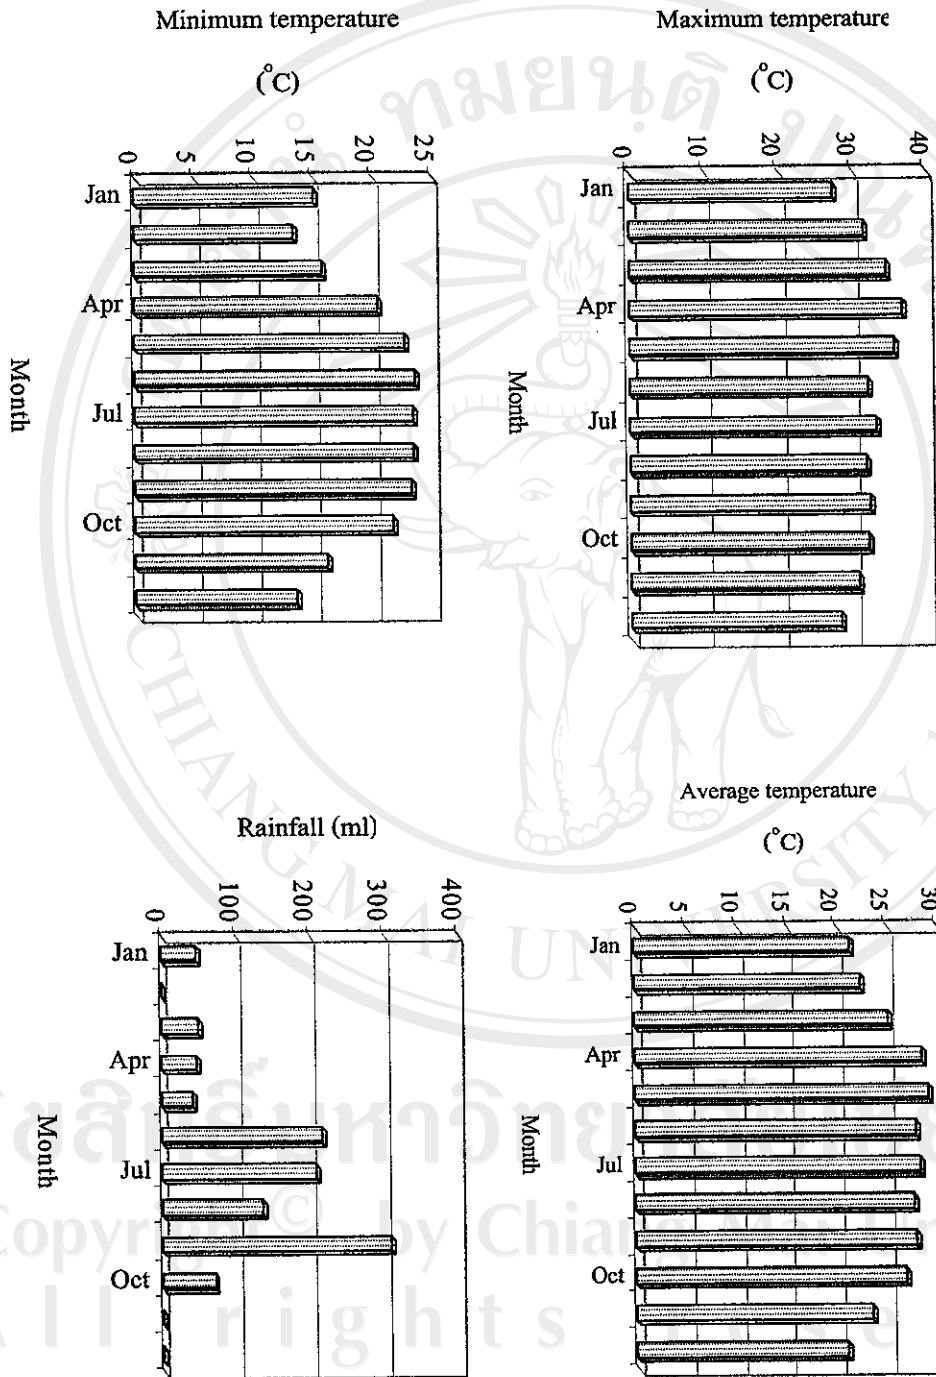 Minimum temperature
(°C)
0 5 10 15 20 25
Jan
Apr
Jul
Oct
Month
Maximum temperature
(°C)
0 10 20 30 40
Jan
Apr
Jul
Oct
Month
Rainfall (ml)
0 100 200 300 400
Jan
Apr
Jul
Oct
Month
Average temperature
(°C)
0 5 10 15 20 25 30
Jan
Apr
Jul
Oct
Month
CHIANG MAI UNIVERSITY
by Chiang Mai
All rights